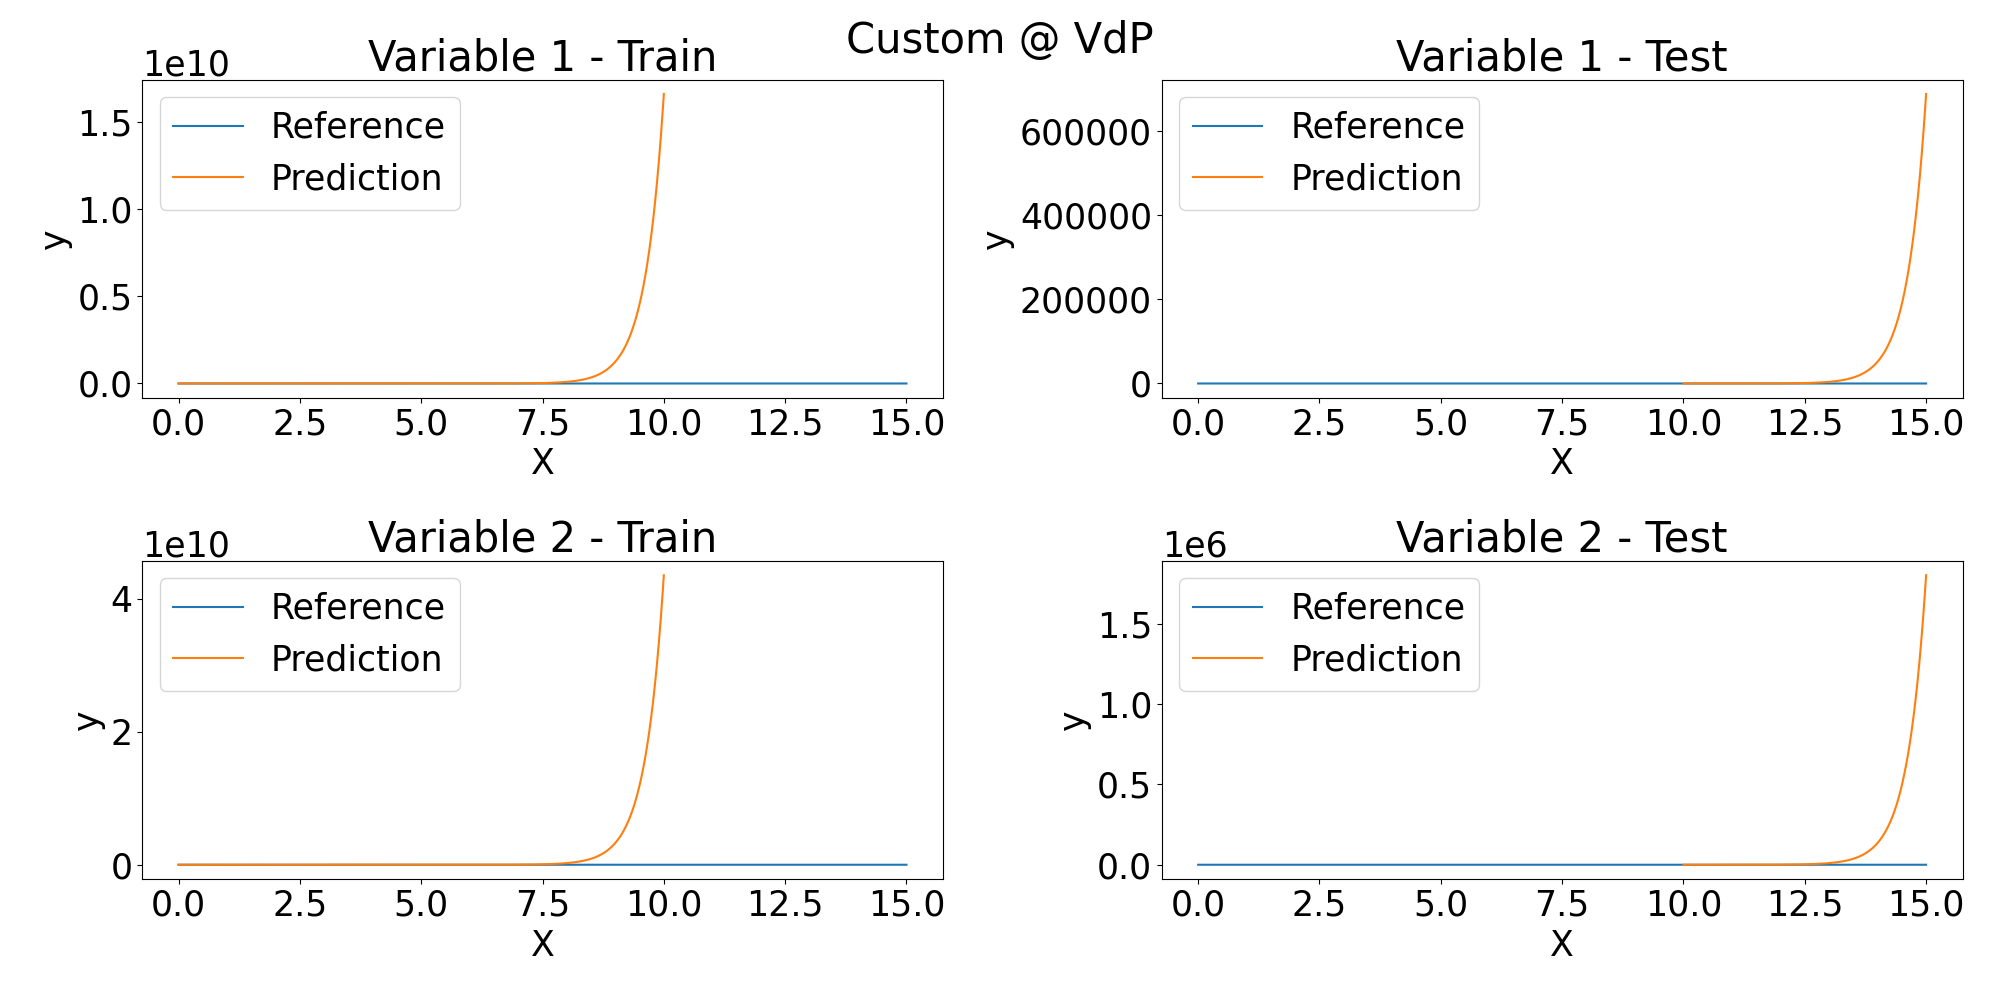 Custom @ VdP
Variable 1 - Train
1e10
1.5
1.0
0.5
0.0
y
Reference
Prediction
0.0 2.5 5.0 7.5 10.0 12.5 15.0
X
Variable 1 - Test
600000
400000
200000
0
y
Reference
Prediction
0.0 2.5 5.0 7.5 10.0 12.5 15.0
X
Variable 2 - Train
1e10
4
2
0
y
Reference
Prediction
0.0 2.5 5.0 7.5 10.0 12.5 15.0
X
Variable 2 - Test
1e6
1.5
1.0
0.5
0.0
y
Reference
Prediction
0.0 2.5 5.0 7.5 10.0 12.5 15.0
X